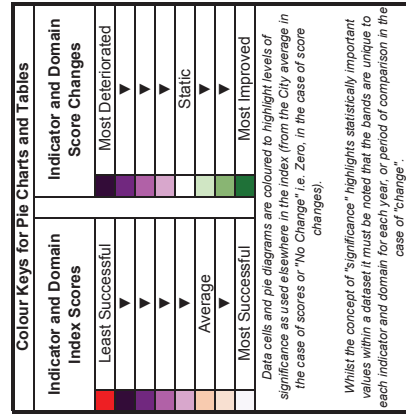 Colour Keys for Pie Charts and Tables
Indicator and Domain
Index Scores
Indicator and Domain
Score Changes
Least Successful
Most Deteriorated
▼
▼
▼
▼
▼
▼
▼
Static
Average
▼
▼
▼
Most Successful
Most Improved
Data cells and pie diagrams are coloured to highlight levels of
significance as used elsewhere in the index (from the City average in
the case of scores or "No Change" i.e. Zero, in the case of score
changes).
Whilst the concept of "significance" highlights statistically important
values within a dataset it must be noted that the bands are unique to
each indicator and domain for each year, or period of comparison in the
case of "change".